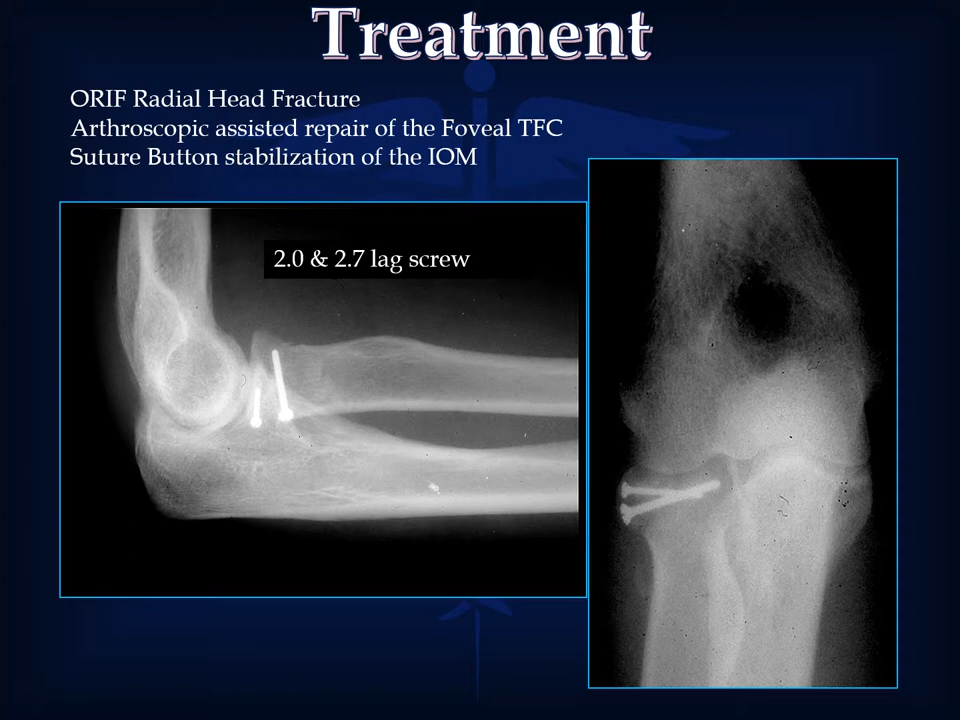 Treatment
ORIF Radial Head Fracture
Arthroscopic assisted repair of the Foveal TFC
Suture Button stabilization of the IOM
2.0 & 2.7 lag screw